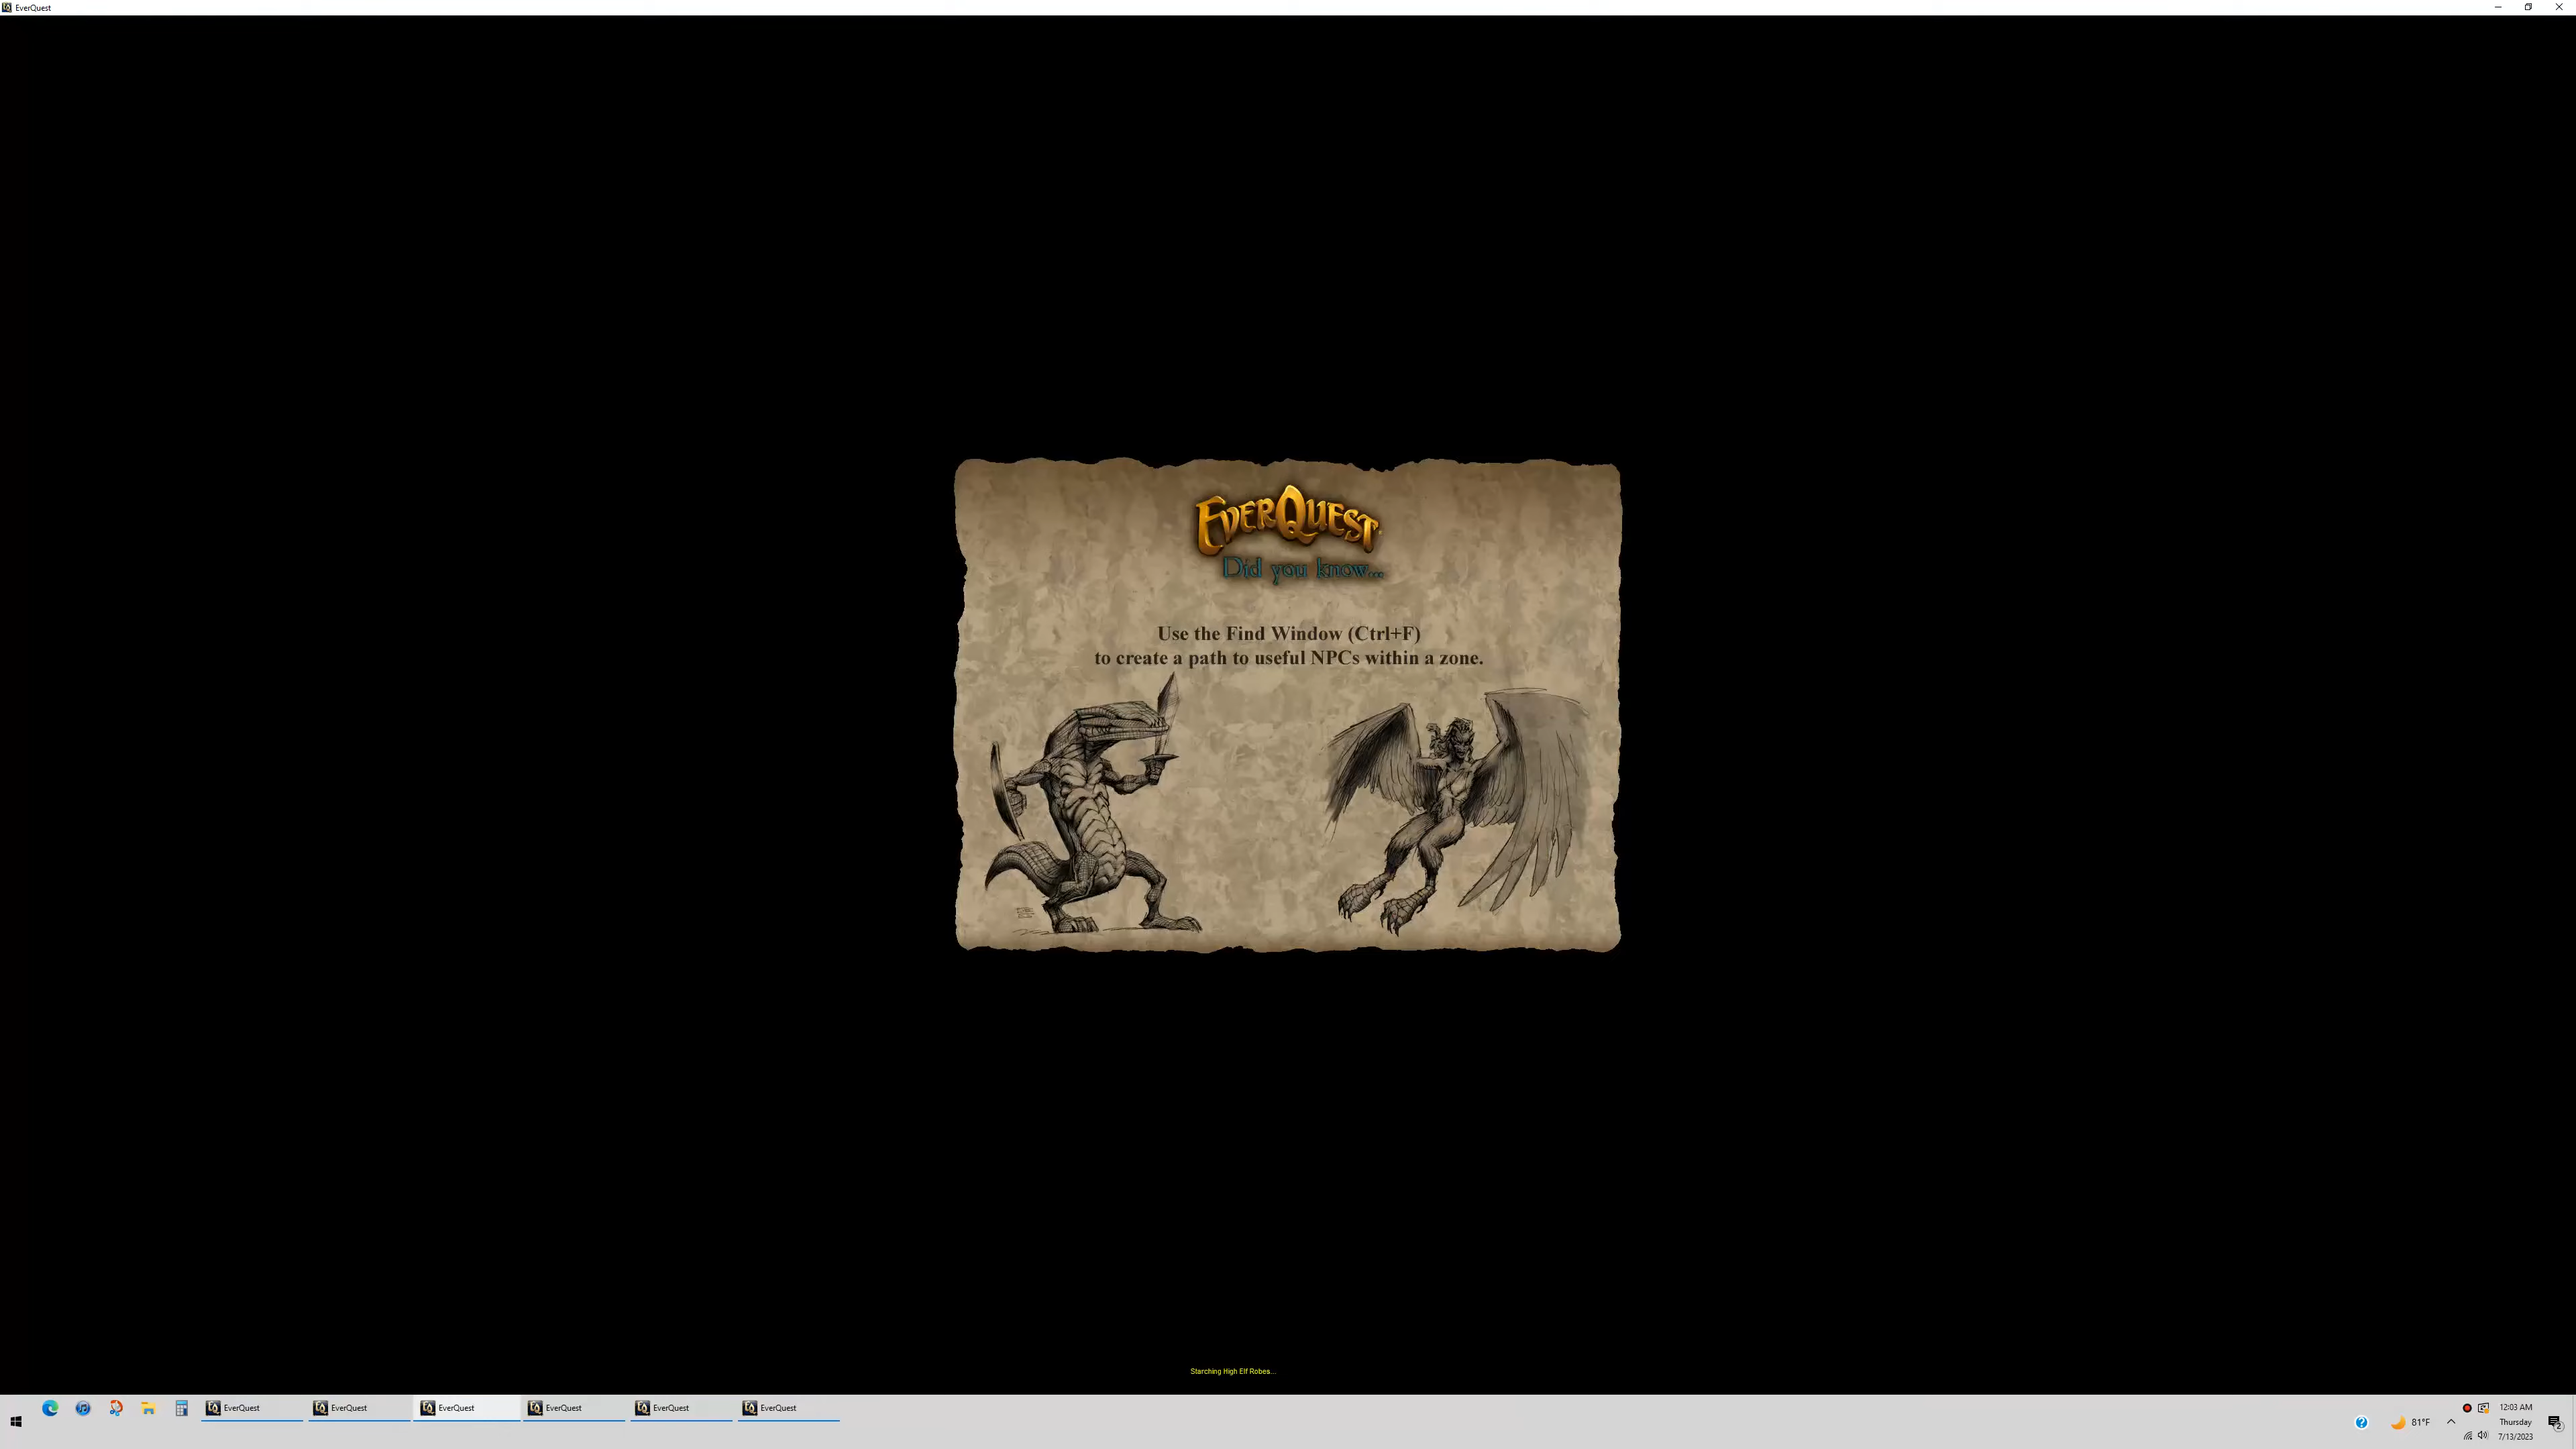 EverQuest
EverQuest
Did you know...
Use the Find Window (Ctrl+F)
to create a path to useful NPCs within a zone.
Starching High Elf Robes...
EverQuest
EverQuest
EverQuest
EverQuest
EverQuest
EverQuest
81°F
12:03 AM
Thursday
7/13/2023
2